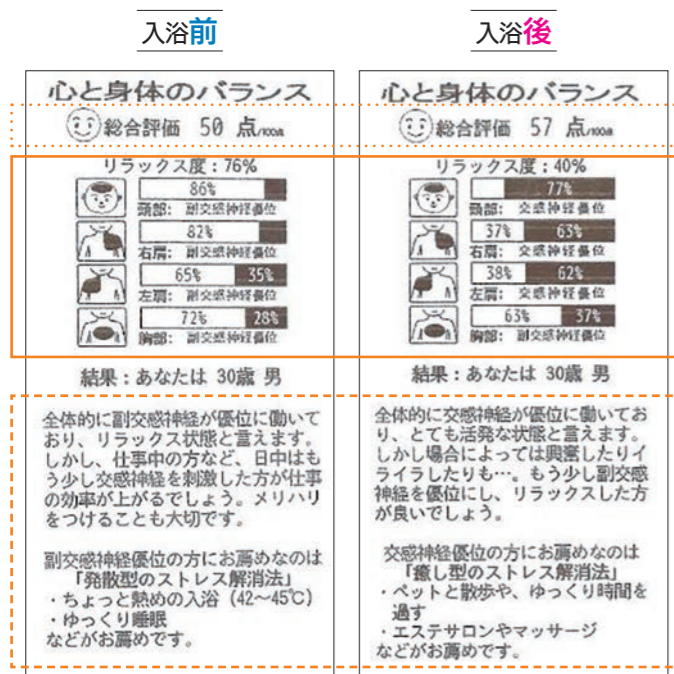 入浴前
心と身体のバランス
総合評価 50 点/100点
リラックス度：76%
86%
頭部： 副交感神経優位
82%
右肩： 副交感神経優位
65% 35%
左肩： 副交感神経優位
72% 28%
胸部： 副交感神経優位
結果：あなたは 30歳 男
全体的に副交感神経が優位に働いて
おり、リラックス状態と言えます。
しかし、仕事中の方など、日中はも
う少し交感神経を刺激した方が仕事
の効率が上がるでしょう。メリハリ
をつけることも大切です。
副交感神経優位の方にお薦めなのは
「発散型のストレス解消法」
・ちょっと熱めの入浴（42〜45℃）
・ゆっくり睡眠
などがお薦めです。
入浴後
心と身体のバランス
総合評価 57 点/100点
リラックス度：40%
77%
頭部： 交感神経優位
37% 63%
右肩： 交感神経優位
38% 62%
左肩： 交感神経優位
63% 37%
胸部： 副交感神経優位
結果：あなたは 30歳 男
全体的に交感神経が優位に働いてお
り、とても活発な状態と言えます。
しかし場合によっては興奮したりイ
ライラしたりも…。もう少し副交感
神経を優位にし、リラックスした方
が良いでしょう。
交感神経優位の方にお薦めなのは
「癒し型のストレス解消法」
・ペットと散歩や、ゆっくり時間を
過す
・エステサロンやマッサージ
などがお薦めです。